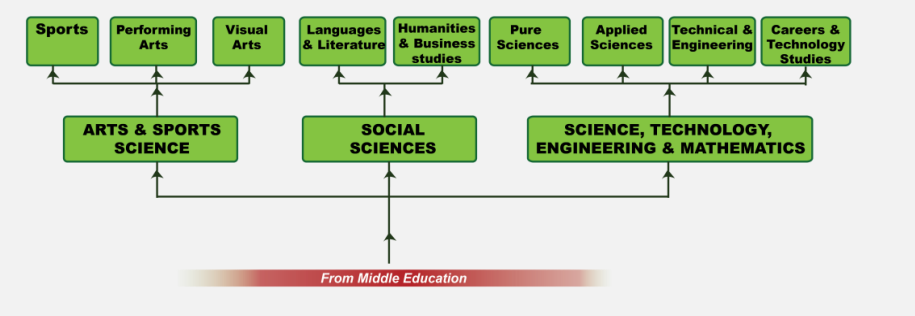 Sports
Performing
Arts
Visual
Arts
Languages
& Literature
Humanities
& Business
studies
Pure
Sciences
Applied
Sciences
Technical &
Engineering
Careers &
Technology
Studies
ARTS & SPORTS
SCIENCE
SOCIAL
SCIENCES
SCIENCE, TECHNOLOGY,
ENGINEERING & MATHEMATICS
From Middle Education